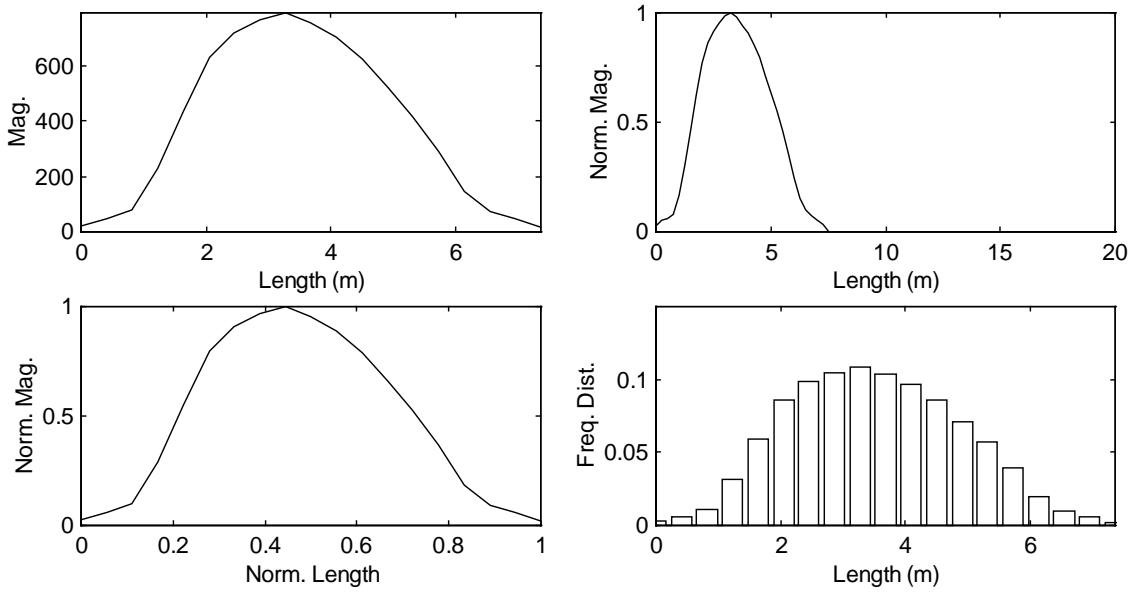 Mag.
600
400
200
0
0 2 4 6
Length (m)
Norm. Mag.
1
0.5
0
0 5 10 15 20
Length (m)
Norm. Mag.
1
0.5
0
0 0.2 0.4 0.6 0.8 1
Norm. Length
Freq. Dist.
0.1
0.05
0
0 2 4 6
Length (m)